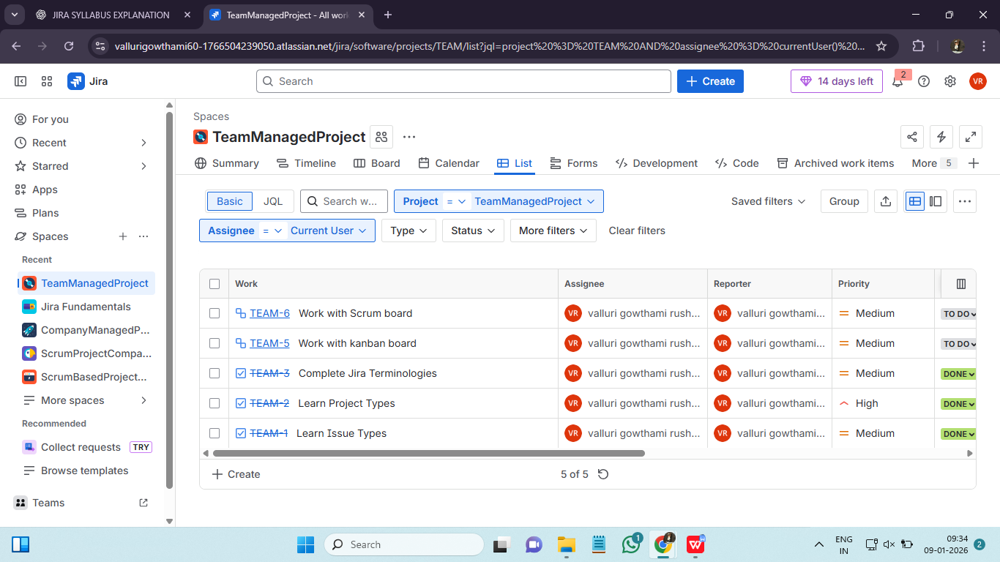 JIRA SYLLABUS EXPLANATION
TeamManagedProject - All work
vallurigowthami60-1766504239050.atlassian.net/jira/software/projects/TEAM/list?jql=project%20%3D%20TEAM%20AND%20assignee%20%3D%20currentUser()%20...
Jira
Search
Create
14 days left
2
VR
For you
Recent
Starred
Apps
Plans
Spaces
Recent
TeamManagedProject
Jira Fundamentals
CompanyManagedP...
ScrumProjectCompa...
ScrumBasedProject...
More spaces
Recommended
Collect requests TRY
Browse templates
Teams
Spaces
TeamManagedProject
Summary Timeline Board Calendar List Forms Development Code Archived work items More 5
Basic JQL Search w... Project = TeamManagedProject Saved filters Group
Assignee = Current User Type Status More filters Clear filters
Work Assignee Reporter Priority
TEAM-6 Work with Scrum board VR valluri gowthami rush... VR valluri gowthami... Medium TO DO
TEAM-5 Work with kanban board VR valluri gowthami rush... VR valluri gowthami... Medium TO DO
TEAM-3 Complete Jira Terminologies VR valluri gowthami rush... VR valluri gowthami... Medium DONE
TEAM-2 Learn Project Types VR valluri gowthami rush... VR valluri gowthami... High DONE
TEAM-1 Learn Issue Types VR valluri gowthami rush... VR valluri gowthami... Medium DONE
Create 5 of 5
Search
1
W
ENG
IN
09:34
09-01-2026
2